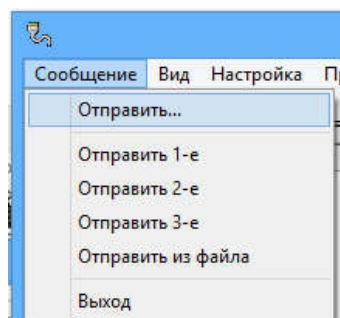 Сообщение Вид Настройка
Отправить...
Отправить 1-е
Отправить 2-е
Отправить 3-е
Отправить из файла
Выход